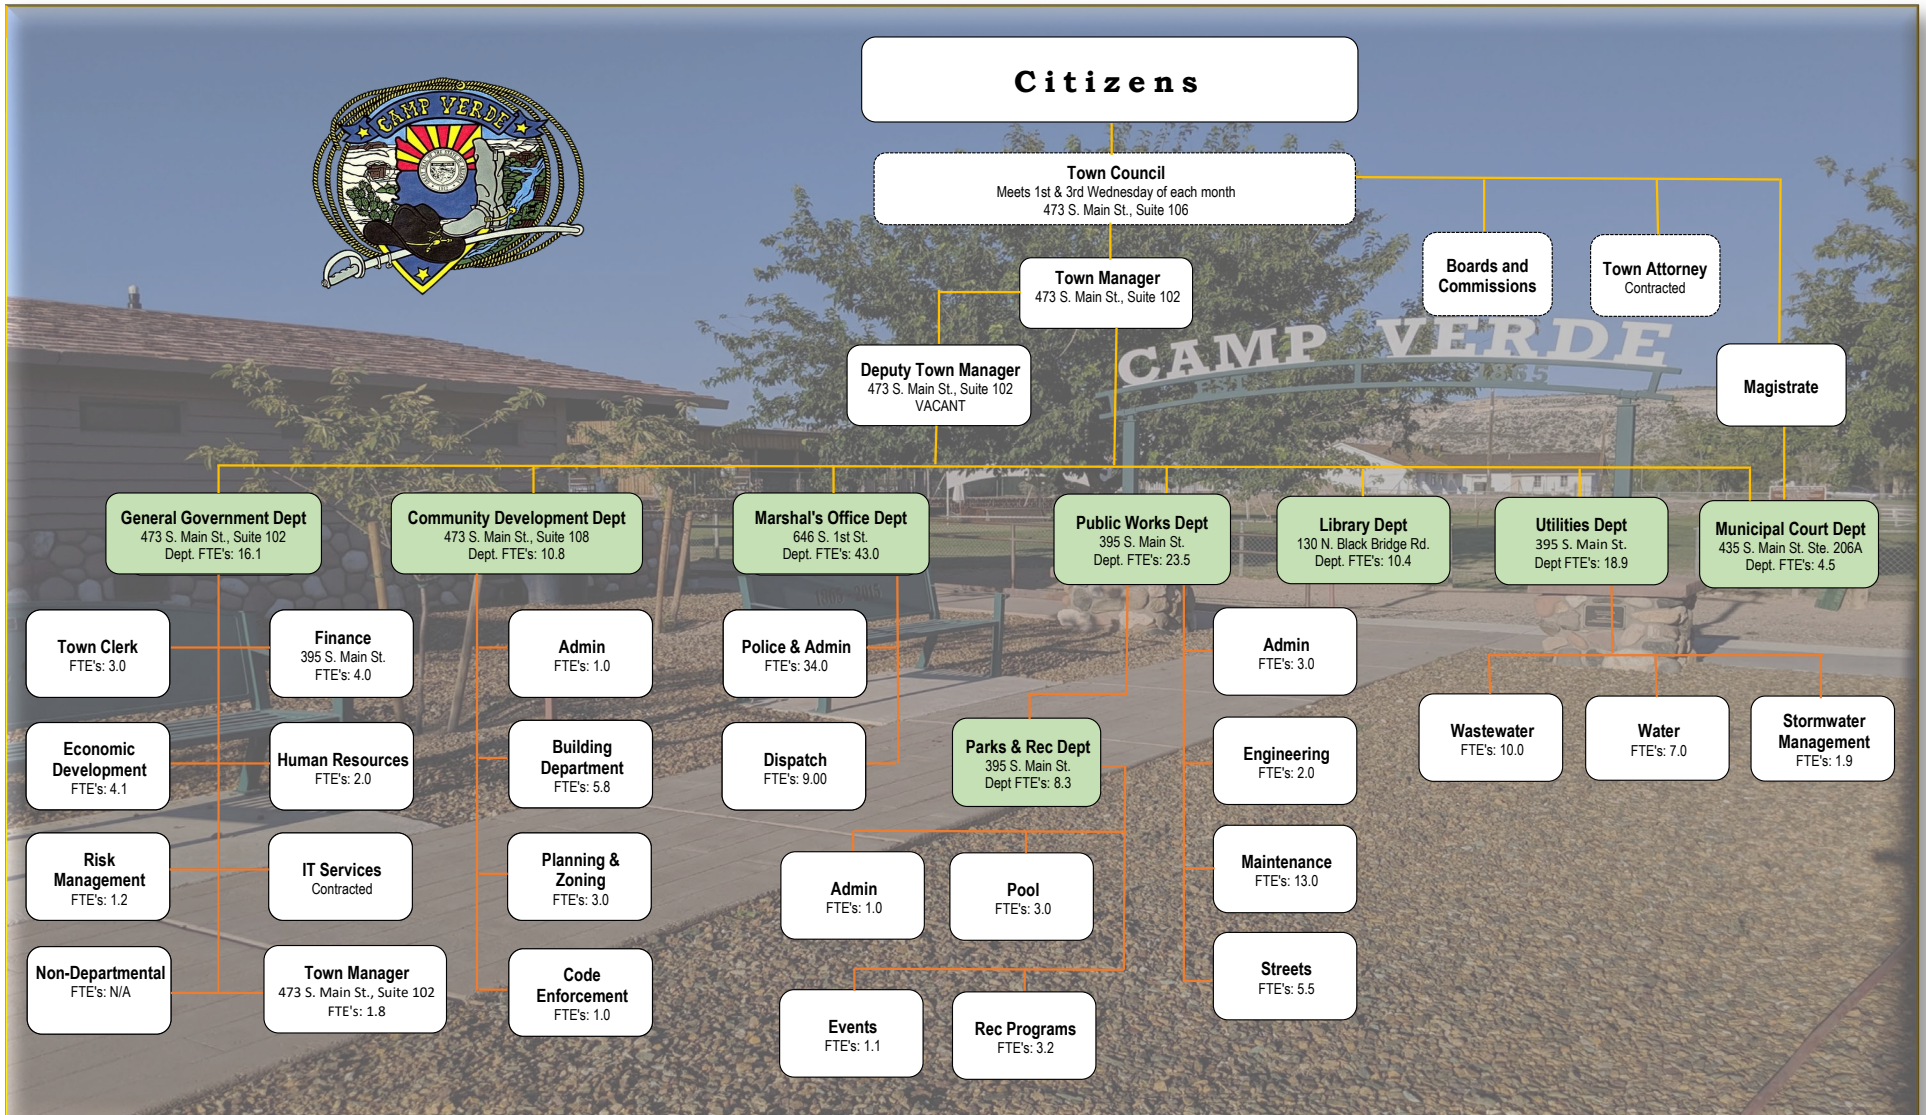 Citizens
CAMP VERDE
Town Council
Meets 1st & 3rd Wednesday of each month
473 S. Main St., Suite 106
Boards and
Commissions
Town Attorney
Contracted
Town Manager
473 S. Main St., Suite 102
CAMP VERDE
Deputy Town Manager
473 S. Main St., Suite 102
VACANT
Magistrate
General Government Dept
473 S. Main St., Suite 102
Dept. FTE's: 16.1
Community Development Dept
473 S. Main St., Suite 108
Dept. FTE's: 10.8
Marshal's Office Dept
646 S. 1st St.
Dept. FTE's: 43.0
Public Works Dept
395 S. Main St.
Dept. FTE's: 23.5
Library Dept
130 N. Black Bridge Rd.
Dept. FTE's: 10.4
Utilities Dept
395 S. Main St.
Dept FTE's: 18.9
Municipal Court Dept
435 S. Main St. Ste. 206A
Dept. FTE's: 4.5
Town Clerk
FTE's: 3.0
Finance
395 S. Main St.
FTE's: 4.0
Economic
Development
FTE's: 4.1
Human Resources
FTE's: 2.0
Risk
Management
FTE's: 1.2
IT Services
Contracted
Non-Departmental
FTE's: N/A
Town Manager
473 S. Main St., Suite 102
FTE's: 1.8
Admin
FTE's: 1.0
Building
Department
FTE's: 5.8
Planning &
Zoning
FTE's: 3.0
Code
Enforcement
FTE's: 1.0
Police & Admin
FTE's: 34.0
Dispatch
FTE's: 9.00
Parks & Rec Dept
395 S. Main St.
Dept FTE's: 8.3
Admin
FTE's: 1.0
Pool
FTE's: 3.0
Events
FTE's: 1.1
Rec Programs
FTE's: 3.2
Admin
FTE's: 3.0
Engineering
FTE's: 2.0
Maintenance
FTE's: 13.0
Streets
FTE's: 5.5
Wastewater
FTE's: 10.0
Water
FTE's: 7.0
Stormwater
Management
FTE's: 1.9